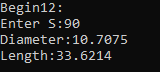 Begin12:
Enter S:90
Diameter:10.7075
Length:33.6214